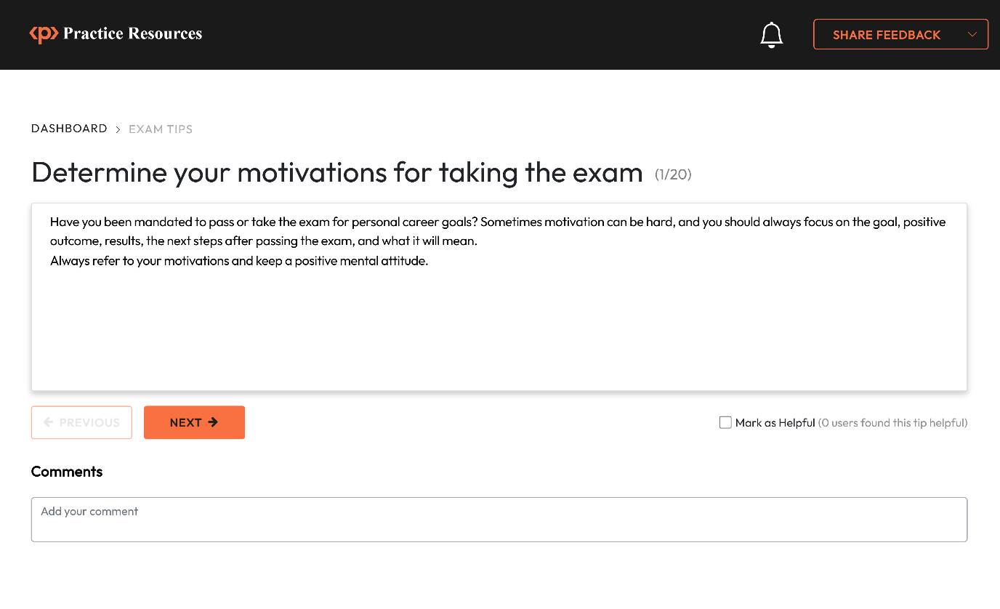 Practice Resources
SHARE FEEDBACK
DASHBOARD > EXAM TIPS
Determine your motivations for taking the exam (1/20)
Have you been mandated to pass or take the exam for personal career goals? Sometimes motivation can be hard, and you should always focus on the goal, positive
outcome, results, the next steps after passing the exam, and what it will mean.
Always refer to your motivations and keep a positive mental attitude.
PREVIOUS
NEXT
Mark as Helpful (0 users found this tip helpful)
Comments
Add your comment